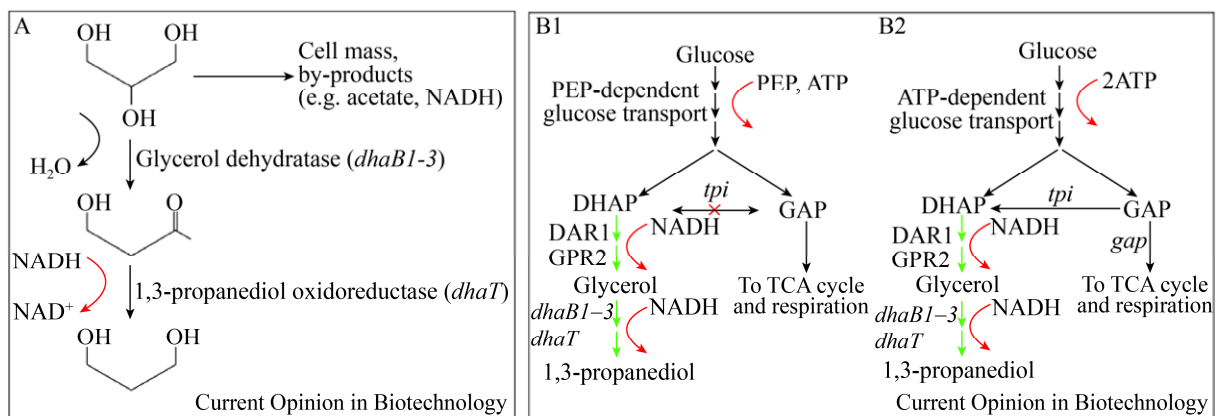 A
OH
OH
OH
Cell mass,
by-products
(e.g. acetate, NADH)
H₂O
Glycerol dehydratase (dhaB1-3)
OH
O
NADH
NAD⁺
1,3-propanediol oxidoreductase (dhaT)
OH
OH
Current Opinion in Biotechnology
B1
Glucose
PEP-dependent
glucose transport
PEP, ATP
DHAP
tpi
GAP
DAR1
NADH
GPR2
Glycerol
To TCA cycle
and respiration
dhaB1–3
NADH
dhaT
1,3-propanediol
B2
Glucose
ATP-dependent
glucose transport
2ATP
DHAP
tpi
GAP
DAR1
NADH
gap
GPR2
Glycerol
To TCA cycle
and respiration
dhaB1–3
NADH
dhaT
1,3-propanediol
Current Opinion in Biotechnology